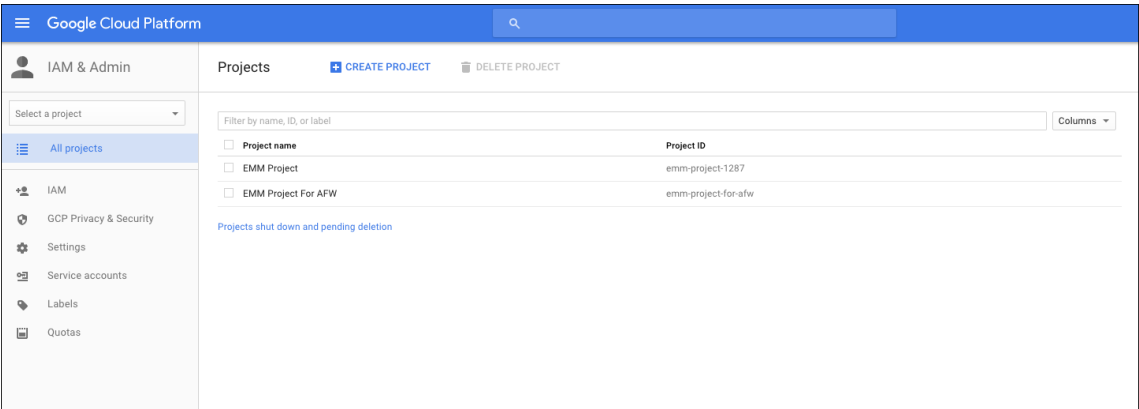 Google Cloud Platform
IAM & Admin
Projects CREATE PROJECT DELETE PROJECT
Select a project
Filter by name, ID, or label Columns
All projects
Project name Project ID
EMM Project emm-project-1287
EMM Project For AFW emm-project-for-afw
Projects shut down and pending deletion
IAM
GCP Privacy & Security
Settings
Service accounts
Labels
Quotas